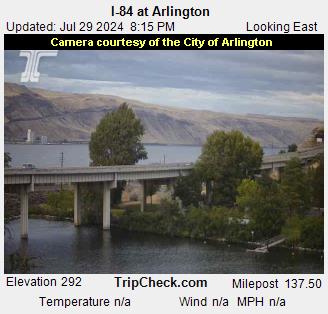 I-84 at Arlington
Updated: Jul 29 2024 8:15 PM Looking East
Camera courtesy of the City of Arlington
Elevation 292 TripCheck.com Milepost 137.50
Temperature n/a Wind n/a MPH n/a